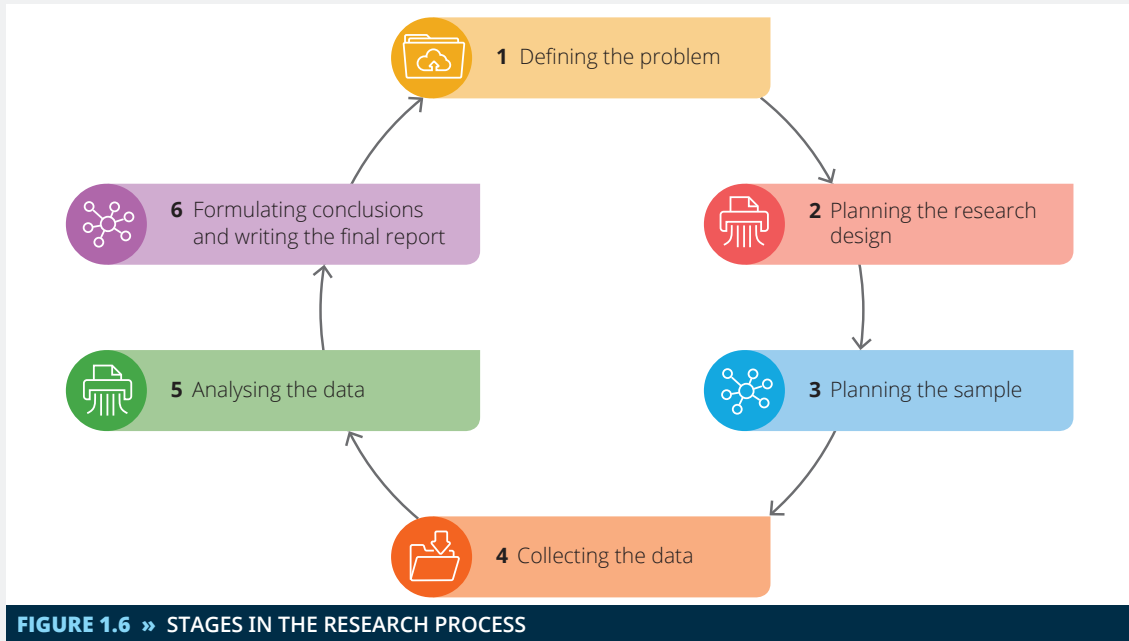 1 Defining the problem
2 Planning the research
design
3 Planning the sample
4 Collecting the data
5 Analysing the data
6 Formulating conclusions
and writing the final report
FIGURE 1.6 » STAGES IN THE RESEARCH PROCESS